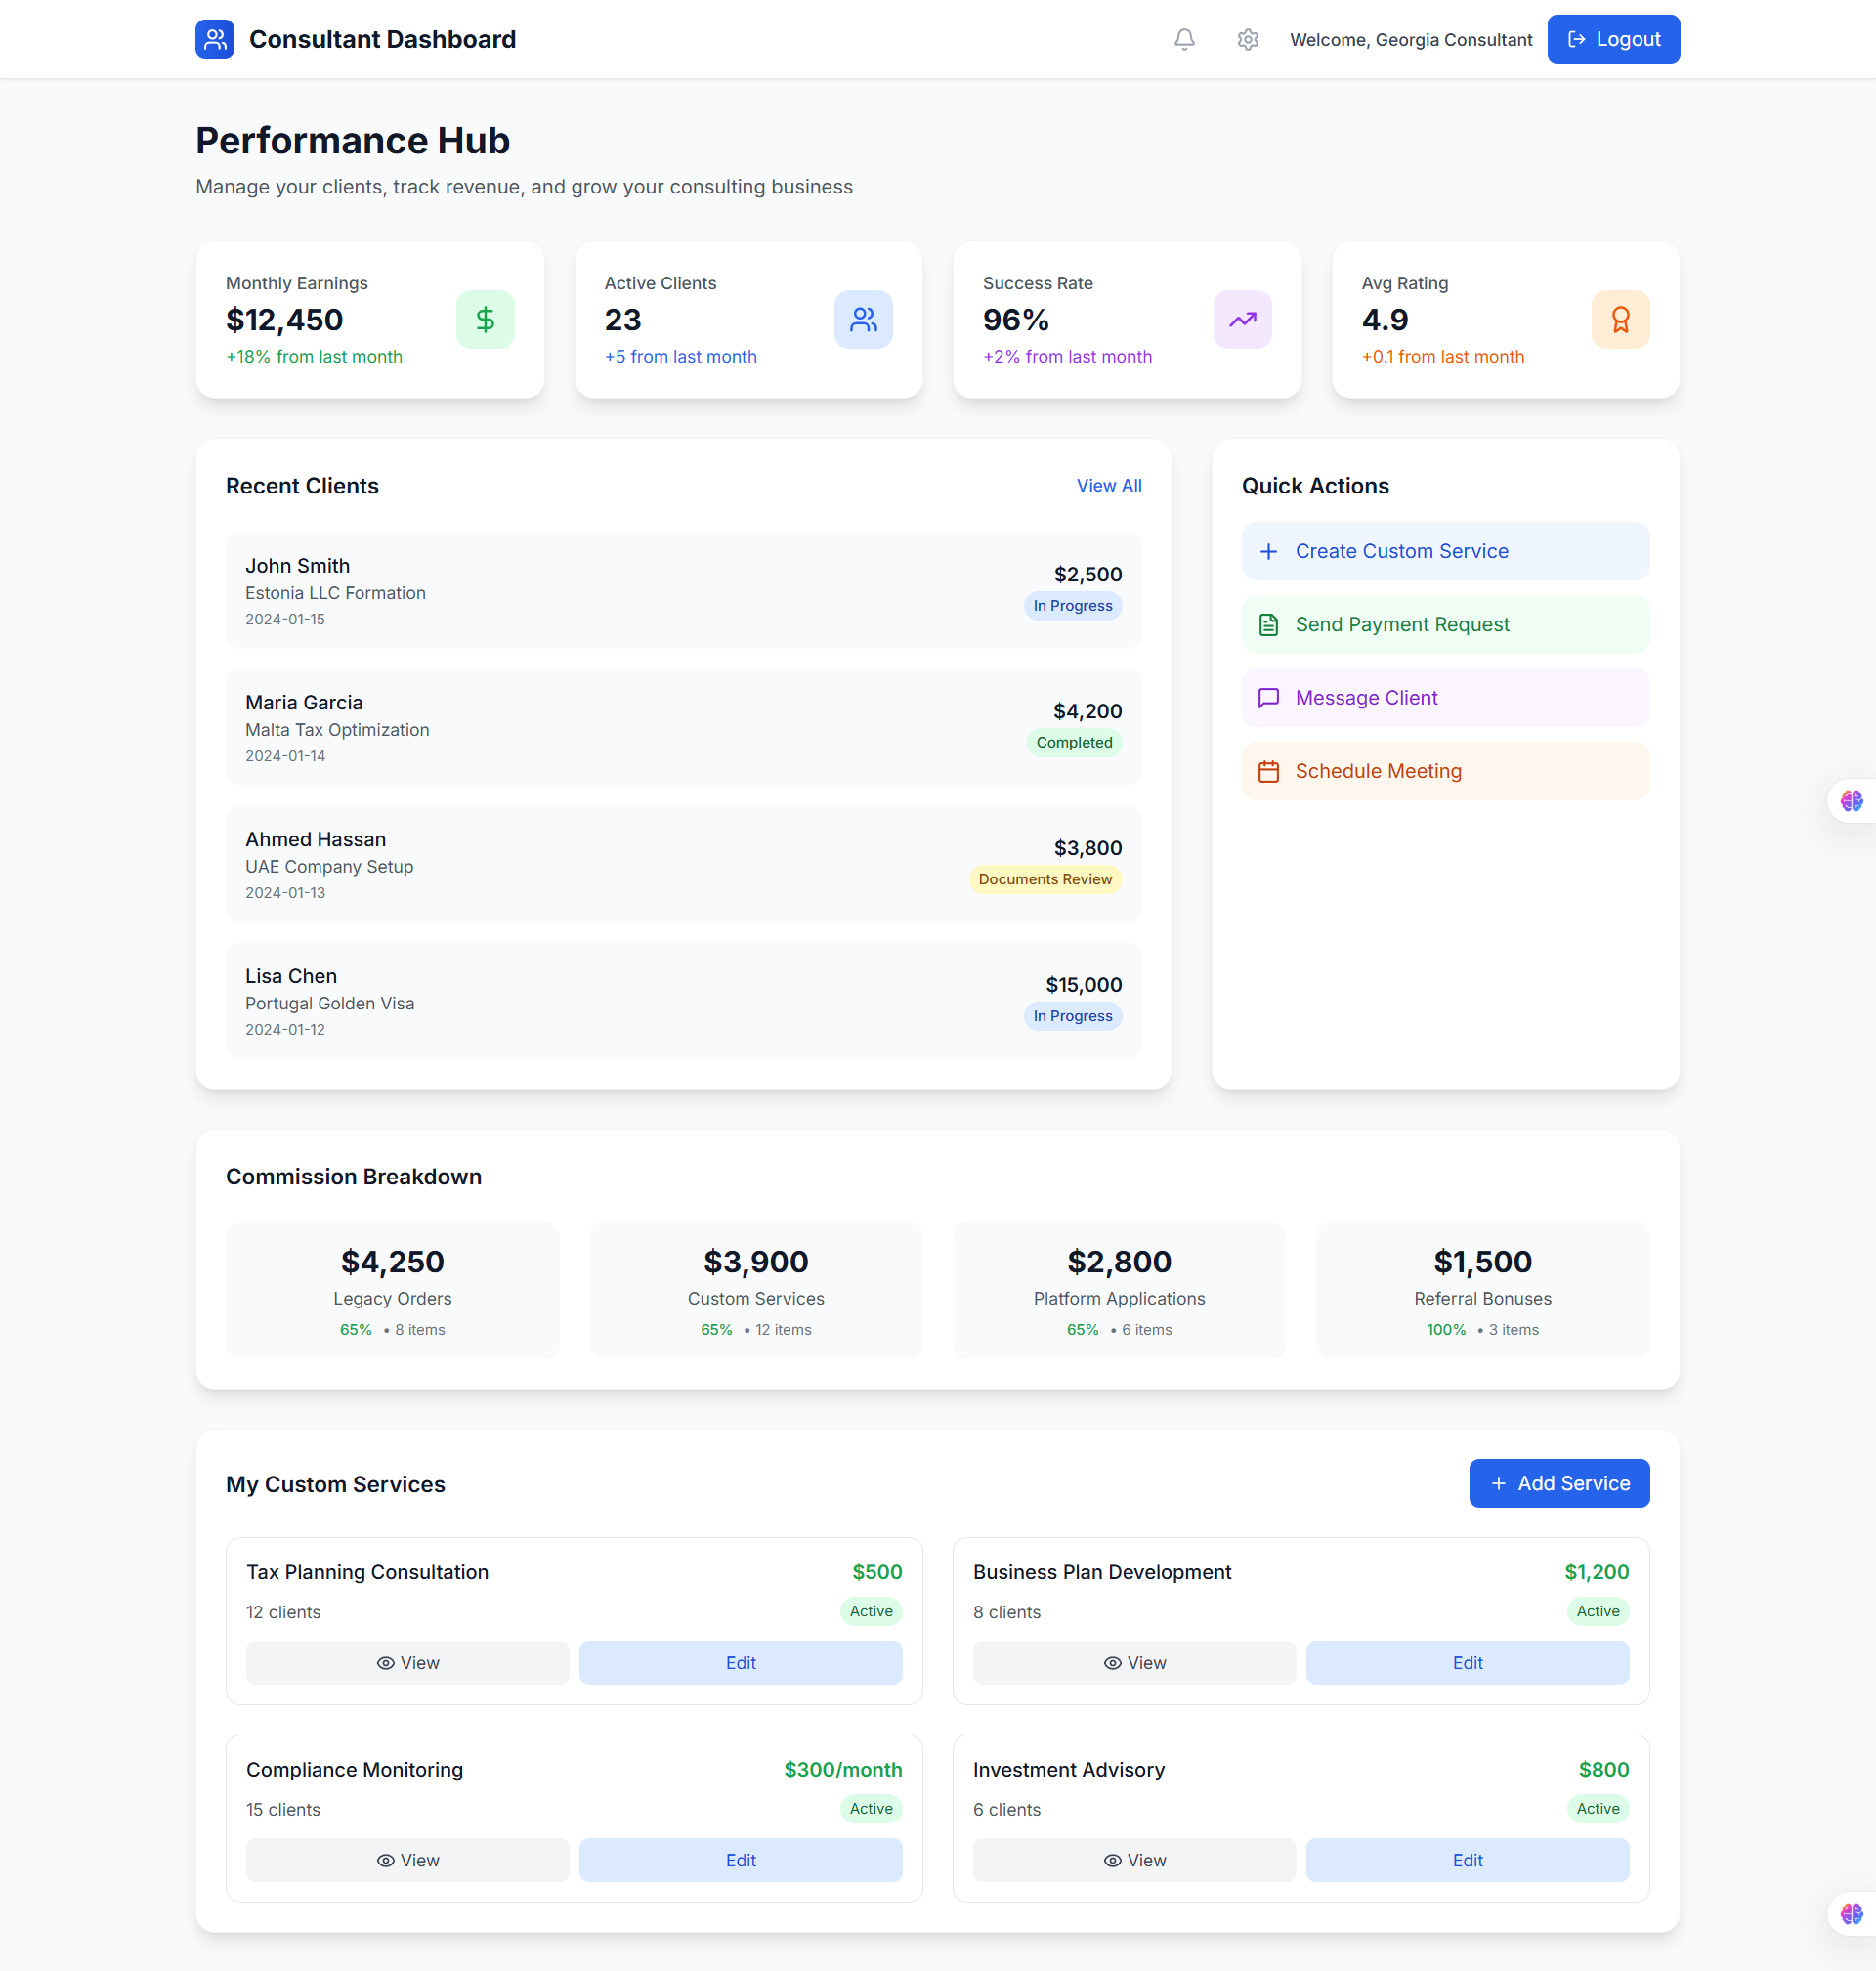 Consultant Dashboard
Welcome, Georgia Consultant
Logout
Performance Hub
Manage your clients, track revenue, and grow your consulting business
Monthly Earnings
$12,450
+18% from last month
Active Clients
23
+5 from last month
Success Rate
96%
+2% from last month
Avg Rating
4.9
+0.1 from last month
Recent Clients
View All
John Smith
Estonia LLC Formation
2024-01-15
$2,500
In Progress
Maria Garcia
Malta Tax Optimization
2024-01-14
$4,200
Completed
Ahmed Hassan
UAE Company Setup
2024-01-13
$3,800
Documents Review
Lisa Chen
Portugal Golden Visa
2024-01-12
$15,000
In Progress
Quick Actions
Create Custom Service
Send Payment Request
Message Client
Schedule Meeting
Commission Breakdown
$4,250
Legacy Orders
65% • 8 items
$3,900
Custom Services
65% • 12 items
$2,800
Platform Applications
65% • 6 items
$1,500
Referral Bonuses
100% • 3 items
My Custom Services
Add Service
Tax Planning Consultation
$500
12 clients
Active
View
Edit
Business Plan Development
$1,200
8 clients
Active
View
Edit
Compliance Monitoring
$300/month
15 clients
Active
View
Edit
Investment Advisory
$800
6 clients
Active
View
Edit